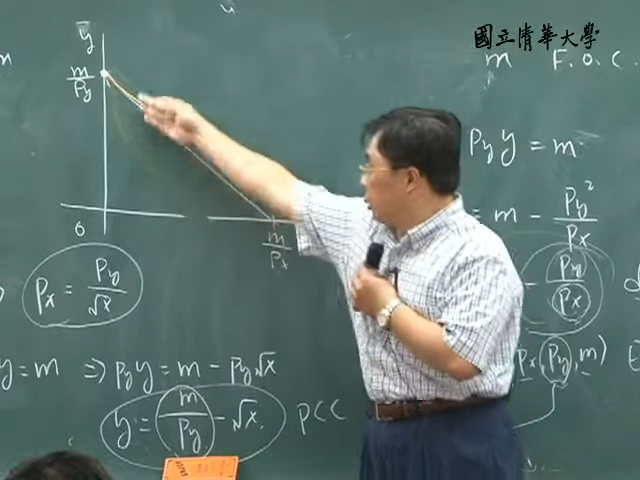 國立清華大學
m F.O.C.
y
m/Py
0
m/Px
Py y = m
= m - Py²/Px
Px = Py/√x
- Py/Px
y = m ⇒ Py y = m - Py√x
Px, Py, m)
y = m/Py - √x. PCC